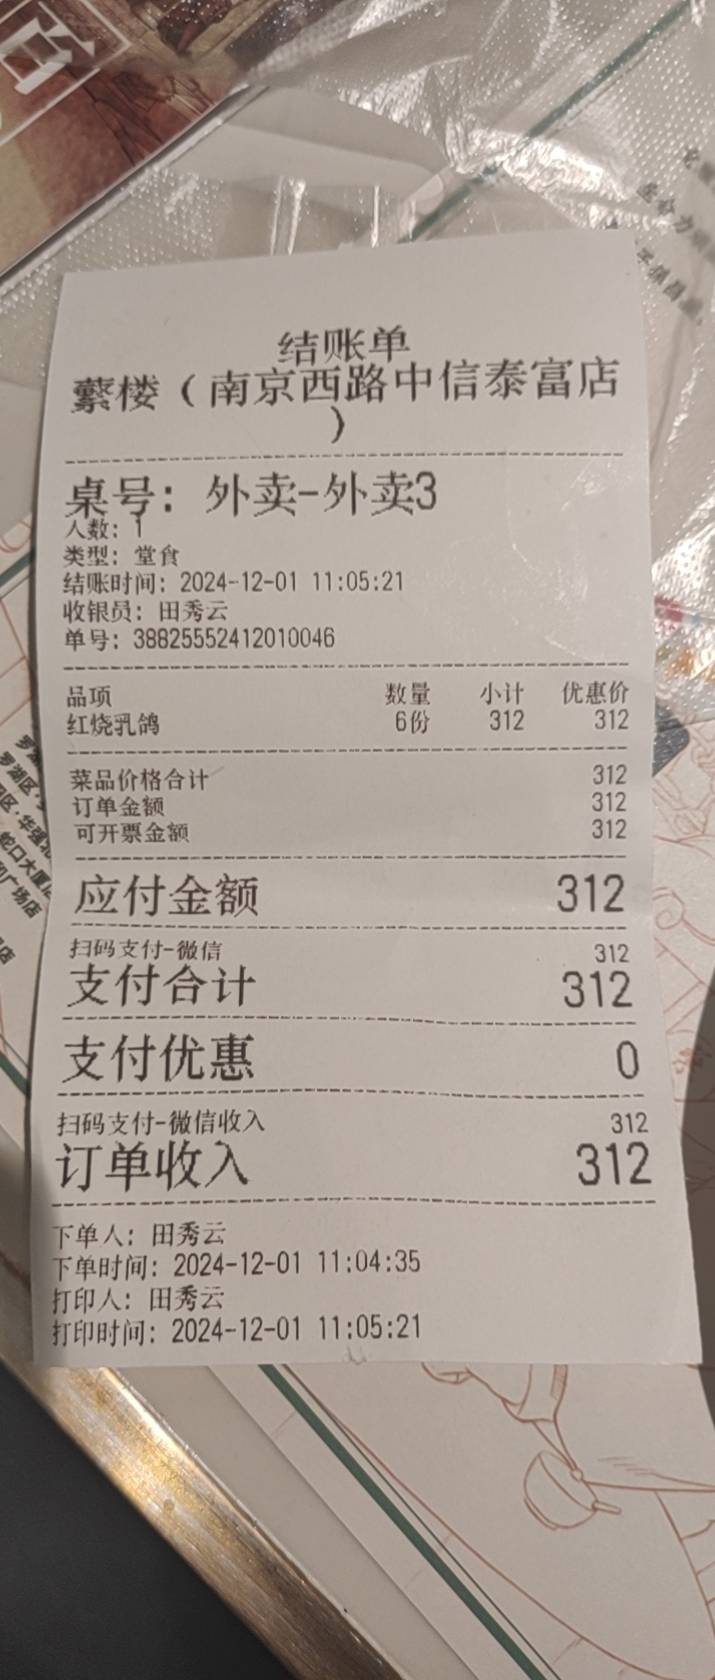 结账单
蘩楼（南京西路中信泰富店
）
桌号：外卖-外卖3
人数：1
类型：堂食
结账时间：2024-12-01 11:05:21
收银员：田秀云
单号：38825552412010046
品项 数量 小计 优惠价
红烧乳鸽 6份 312 312
菜品价格合计 312
订单金额 312
可开票金额 312
应付金额 312
扫码支付-微信 312
支付合计 312
支付优惠 0
扫码支付-微信收入 312
订单收入 312
下单人：田秀云
下单时间：2024-12-01 11:04:35
打印人：田秀云
打印时间：2024-12-01 11:05:21